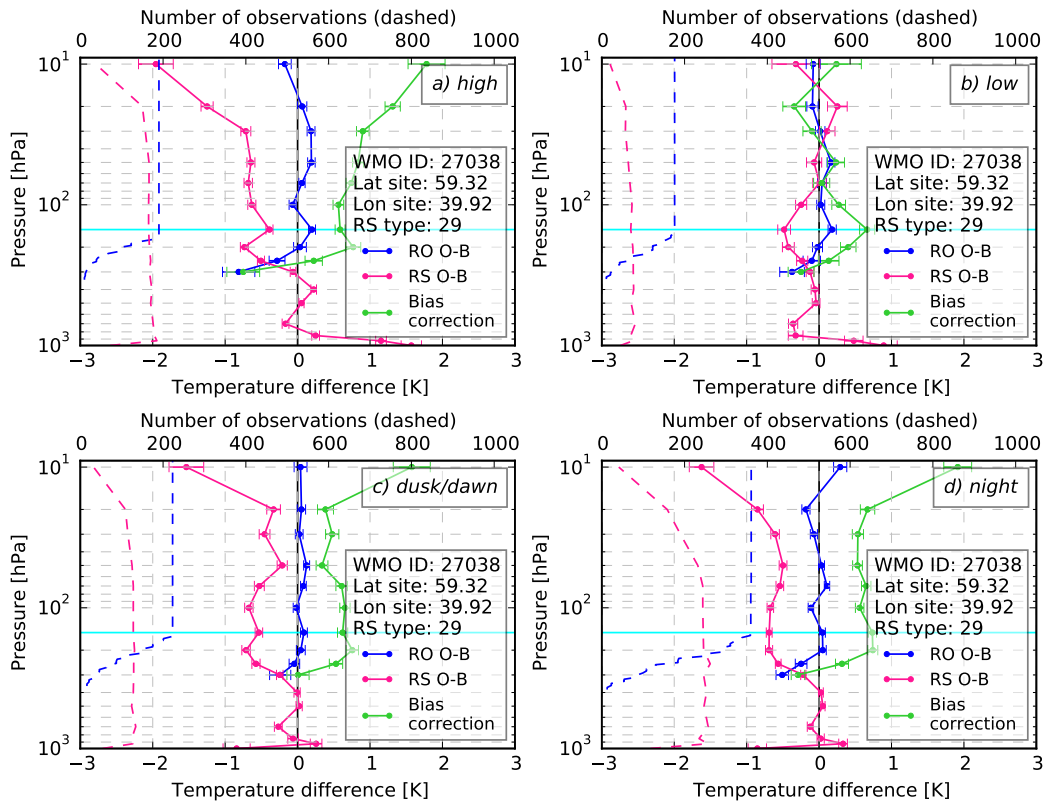 Number of observations (dashed)
0 200 400 600 800 1000
10¹
10²
10³
Pressure [hPa]
a) high
WMO ID: 27038
Lat site: 59.32
Lon site: 39.92
RS type: 29
RO O-B
RS O-B
Bias
correction
−3 −2 −1 0 1 2 3
Temperature difference [K]
Number of observations (dashed)
0 200 400 600 800 1000
10¹
10²
10³
Pressure [hPa]
b) low
WMO ID: 27038
Lat site: 59.32
Lon site: 39.92
RS type: 29
RO O-B
RS O-B
Bias
correction
−3 −2 −1 0 1 2 3
Temperature difference [K]
Number of observations (dashed)
0 200 400 600 800 1000
10¹
10²
10³
Pressure [hPa]
c) dusk/dawn
WMO ID: 27038
Lat site: 59.32
Lon site: 39.92
RS type: 29
RO O-B
RS O-B
Bias
correction
−3 −2 −1 0 1 2 3
Temperature difference [K]
Number of observations (dashed)
0 200 400 600 800 1000
10¹
10²
10³
Pressure [hPa]
d) night
WMO ID: 27038
Lat site: 59.32
Lon site: 39.92
RS type: 29
RO O-B
RS O-B
Bias
correction
−3 −2 −1 0 1 2 3
Temperature difference [K]